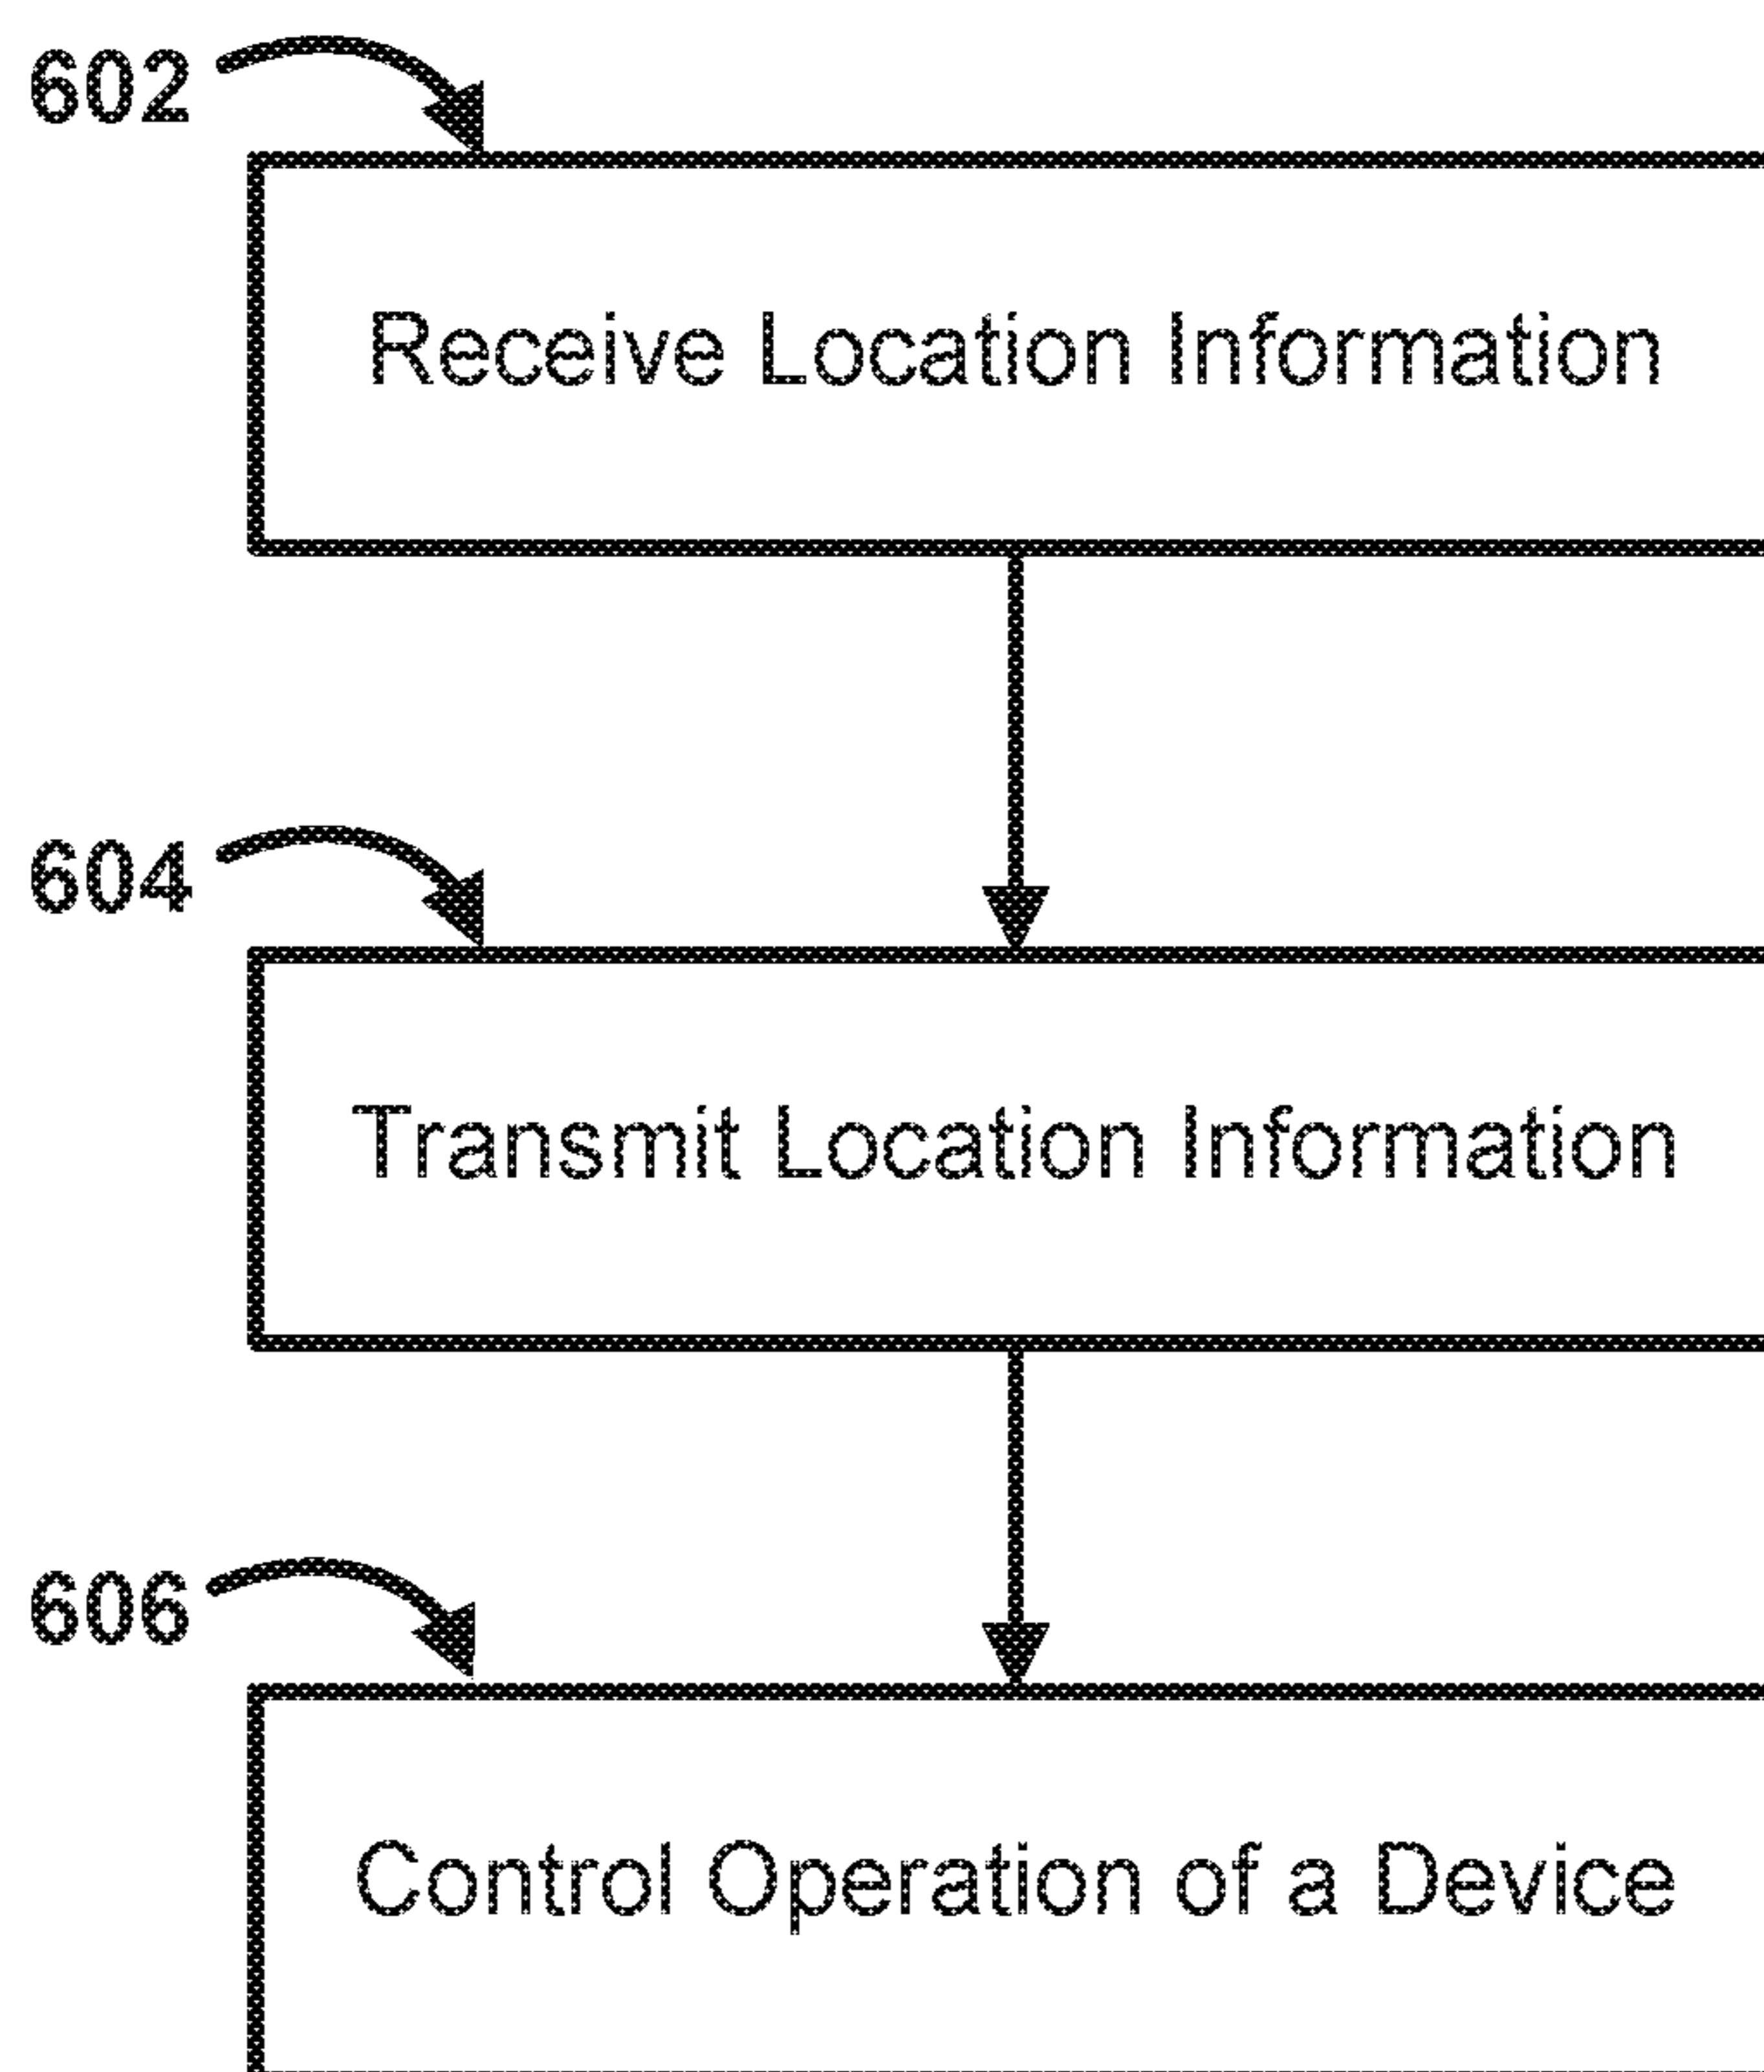 602
Receive Location Information
604
Transmit Location Information
606
Control Operation of a Device